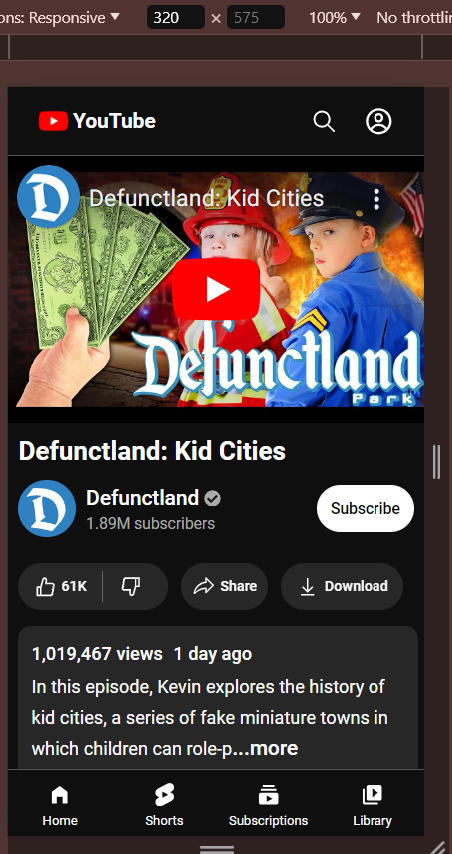 ons: Responsive ▼ 320 × 575 100% ▼ No throttlin
YouTube
D Defunctland: Kid Cities
Defunctland
Park
Defunctland: Kid Cities
D Defunctland
1.89M subscribers
Subscribe
61K Share Download
1,019,467 views 1 day ago
In this episode, Kevin explores the history of
kid cities, a series of fake miniature towns in
which children can role-p...more
Home Shorts Subscriptions Library